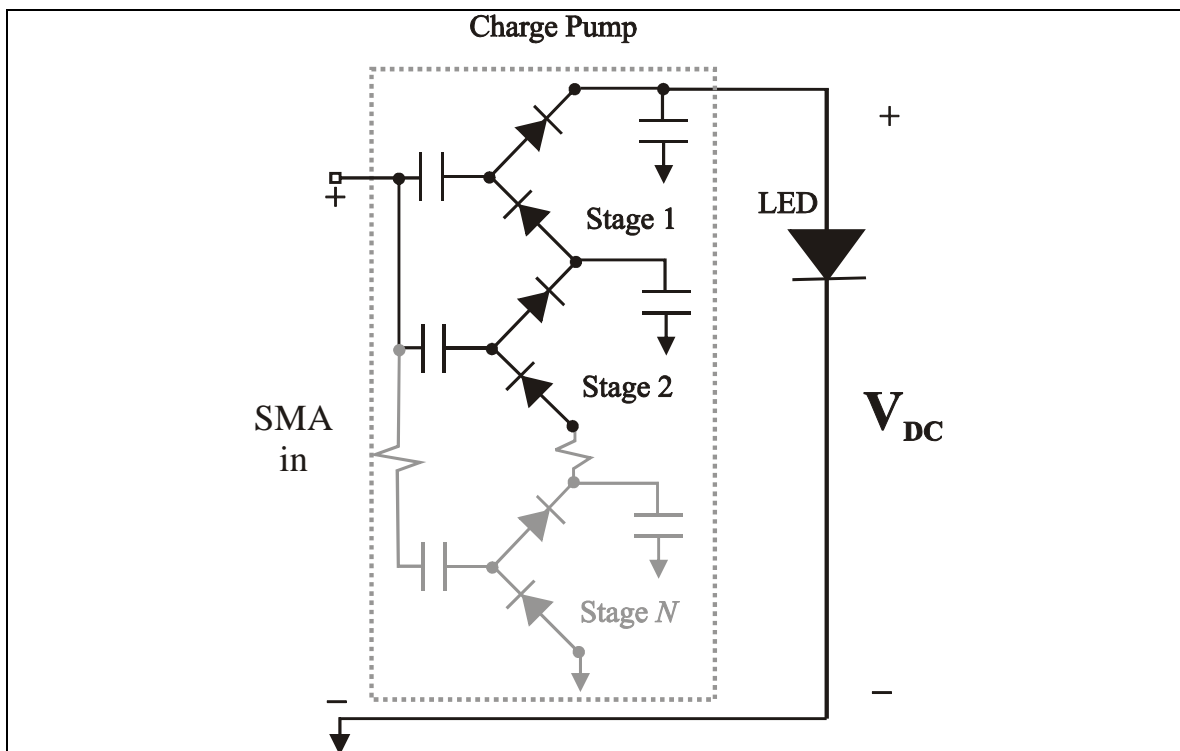 Charge Pump
+
+
Stage 1
LED
Stage 2
SMA
in
V DC
Stage N
−
−